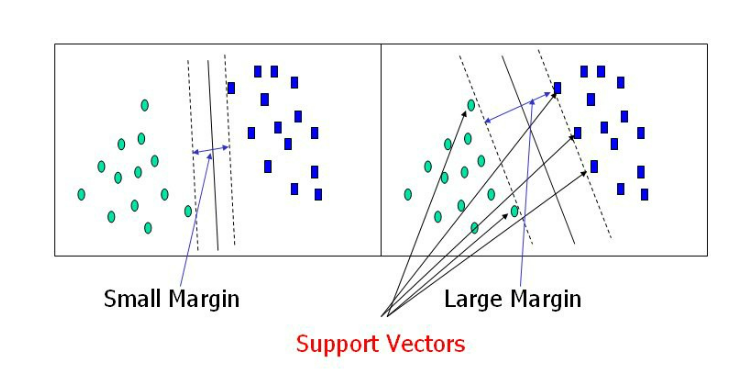 Small Margin
Large Margin
Support Vectors